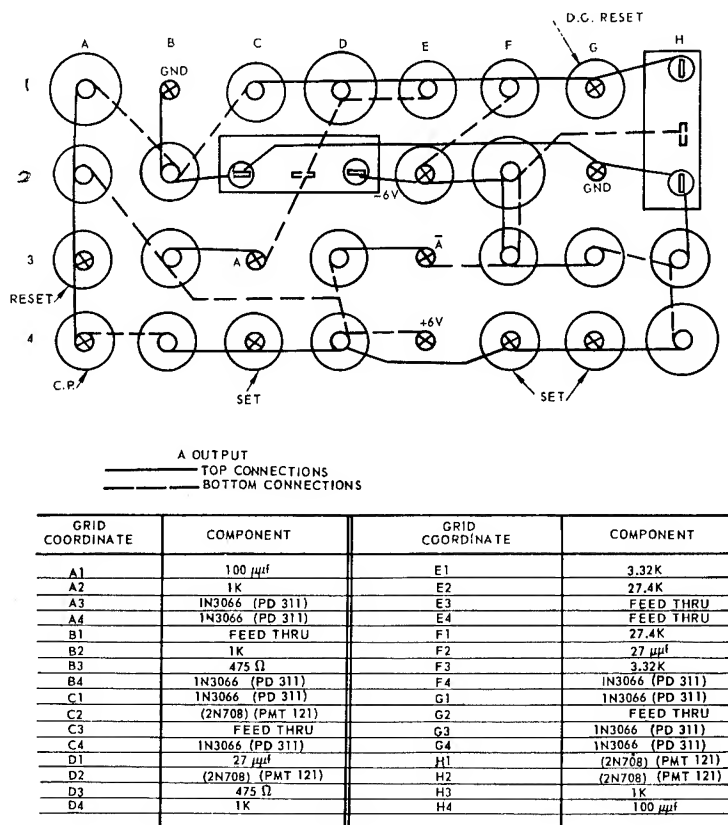 D.C. RESET
A B C D E F G H
1
GND
2
-6V
GND
3
A
A̅
RESET
4
+6V
C.P.
SET
SET
A OUTPUT
TOP CONNECTIONS
BOTTOM CONNECTIONS
GRID COORDINATE COMPONENT GRID COORDINATE COMPONENT
A1 100 μμf E1 3.32K
A2 1K E2 27.4K
A3 1N3066 (PD 311) E3 FEED THRU
A4 1N3066 (PD 311) E4 FEED THRU
B1 FEED THRU F1 27.4K
B2 1K F2 27 μμf
B3 475 Ω F3 3.32K
B4 1N3066 (PD 311) F4 1N3066 (PD 311)
C1 1N3066 (PD 311) G1 1N3066 (PD 311)
C2 (2N708) (PMT 121) G2 FEED THRU
C3 FEED THRU G3 1N3066 (PD 311)
C4 1N3066 (PD 311) G4 1N3066 (PD 311)
D1 27 μμf H1 (2N708) (PMT 121)
D2 (2N708) (PMT 121) H2 (2N708) (PMT 121)
D3 475 Ω H3 1K
D4 1K H4 100 μμf